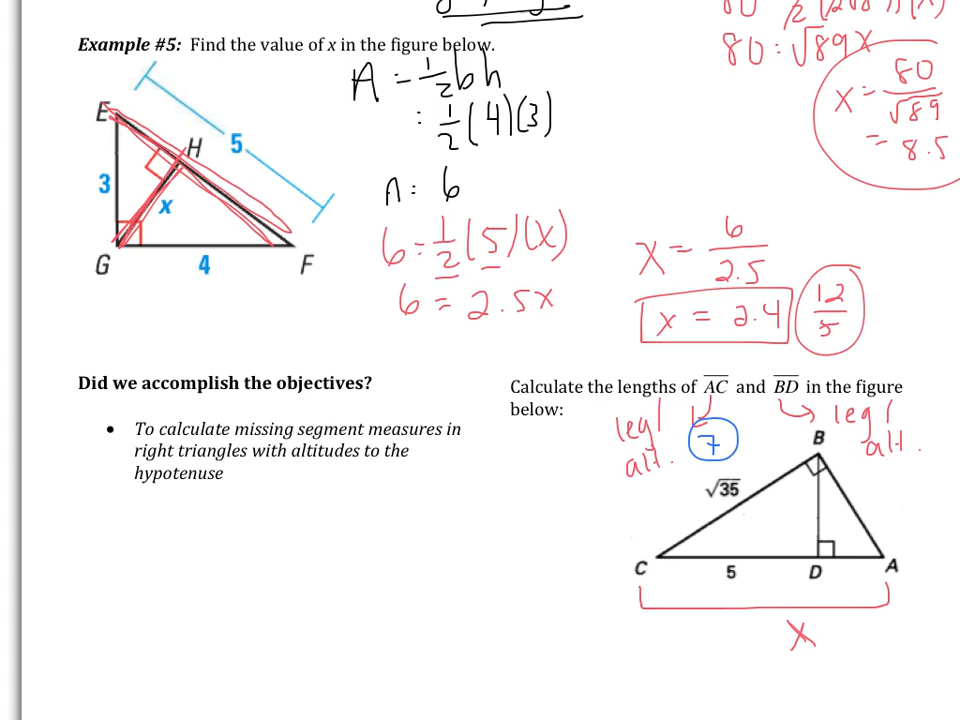 80 : √89 x
x = 80/√89
= 8.5
Example #5: Find the value of x in the figure below.
A = 1/2 bh
: 1/2 (4)(3)
A : 6
6 = 1/2 (5)(x)
6 = 2.5x
x = 6/2.5
x = 2.4
12/5
E
H
5
3
x
G
4
F
Did we accomplish the objectives?
• To calculate missing segment measures in
right triangles with altitudes to the
hypotenuse
Calculate the lengths of AC and BD in the figure
below:
leg/
alt.
7
leg/
alt.
B
√35
C
5
D
A
x